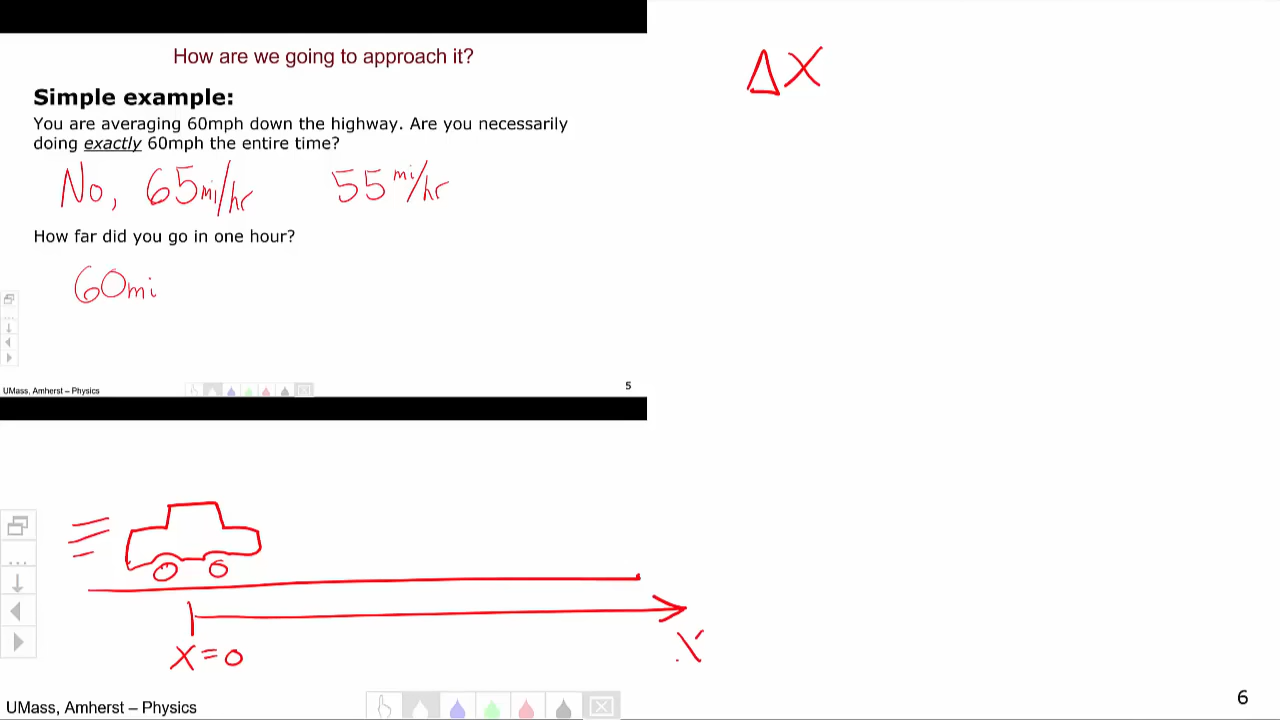 How are we going to approach it?
Simple example:
You are averaging 60mph down the highway. Are you necessarily
doing exactly 60mph the entire time?
No, 65mi/hr 55 mi/hr
How far did you go in one hour?
60mi
UMass, Amherst – Physics
5
ΔX
X=0
X
UMass, Amherst – Physics
6